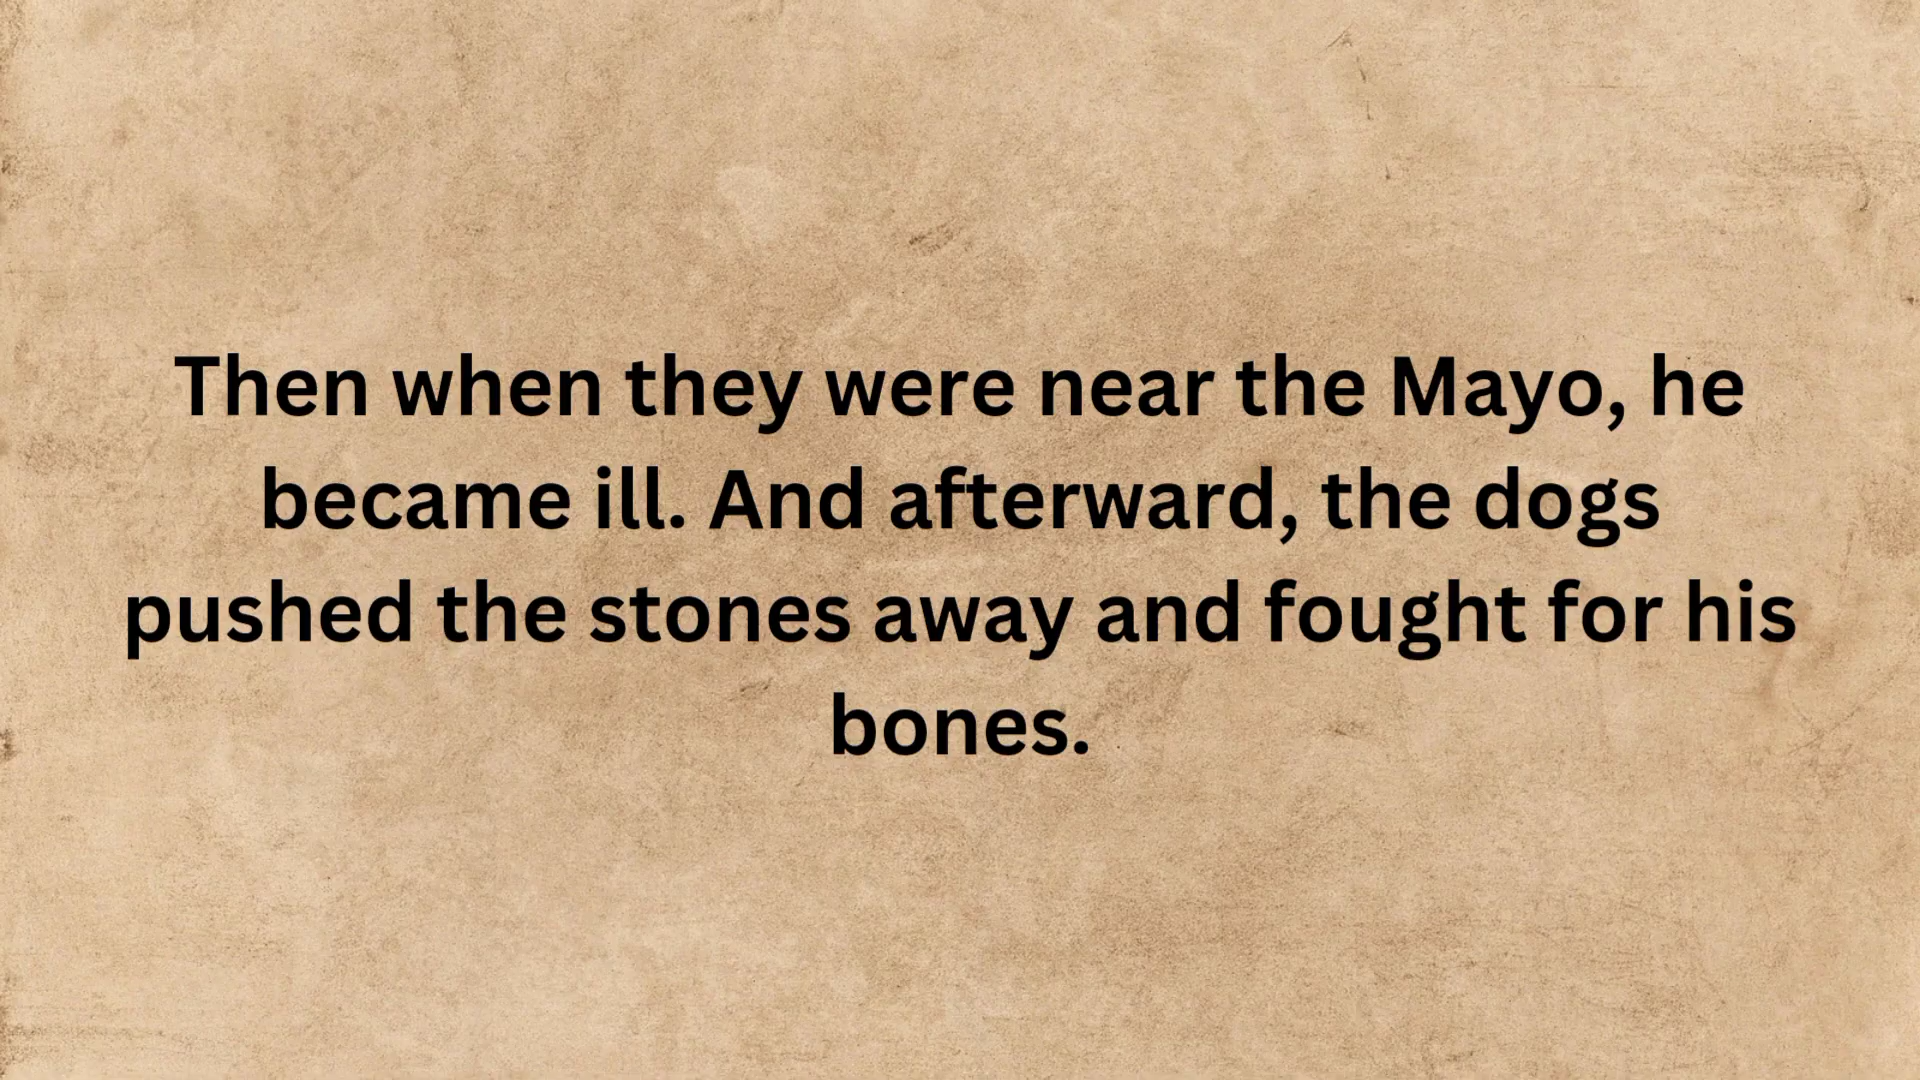 Then when they were near the Mayo, he
became ill. And afterward, the dogs
pushed the stones away and fought for his
bones.